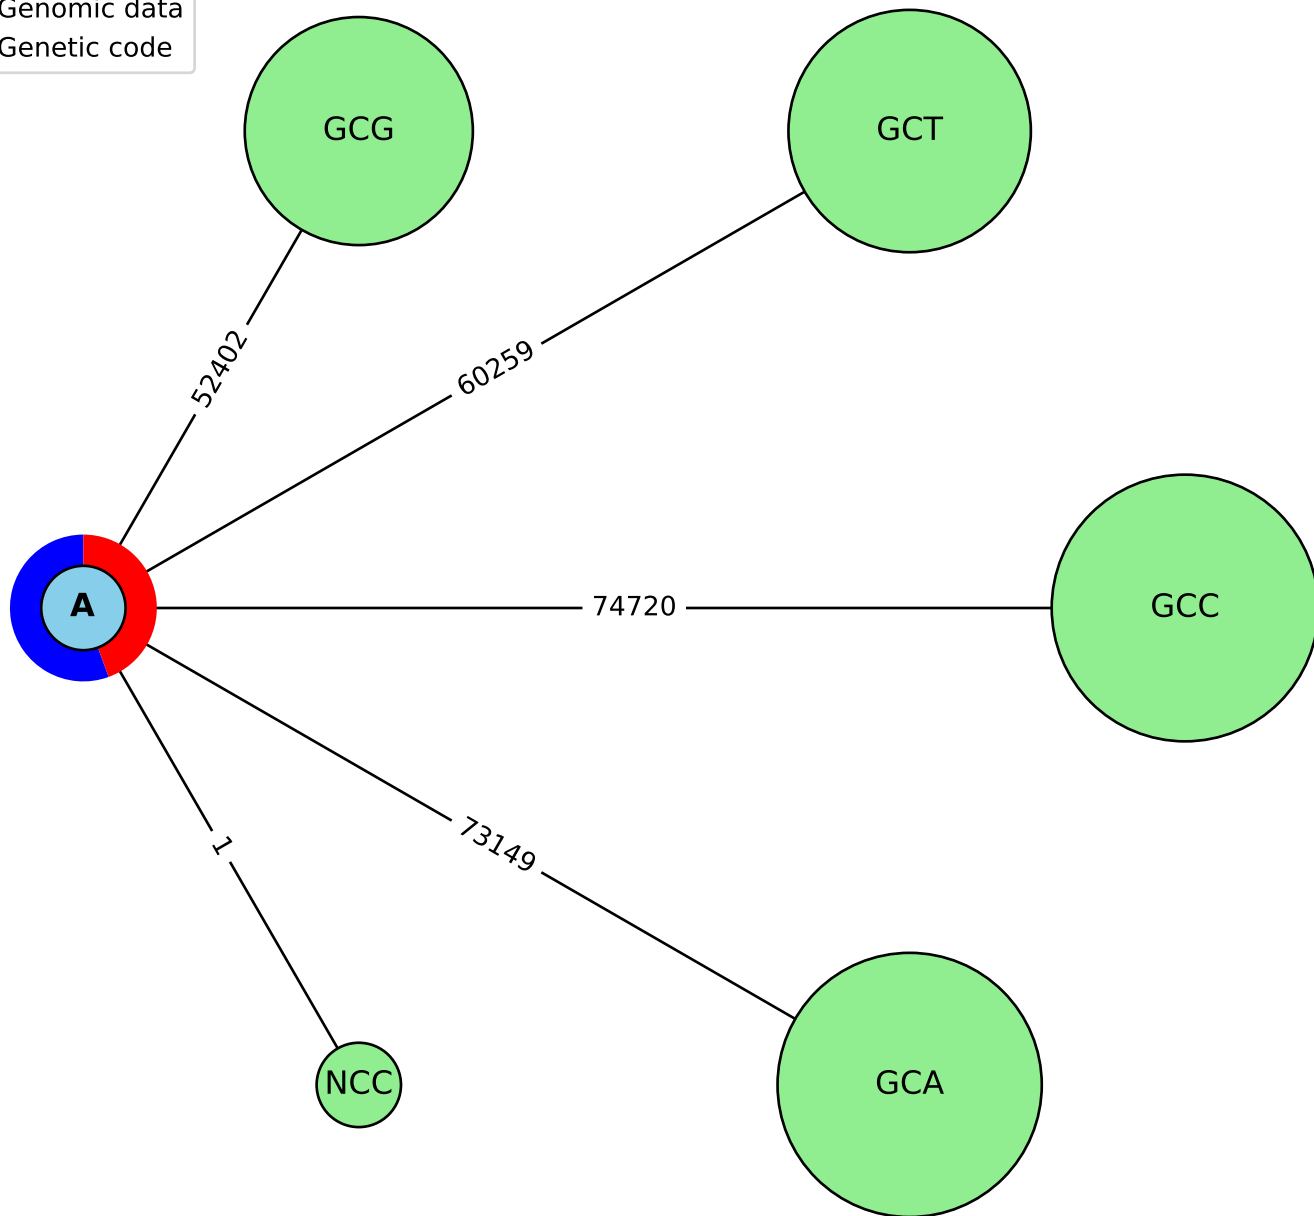 Genomic data
Genetic code
GCG
GCT
52402
60259
A
74720
GCC
1
73149
NCC
GCA